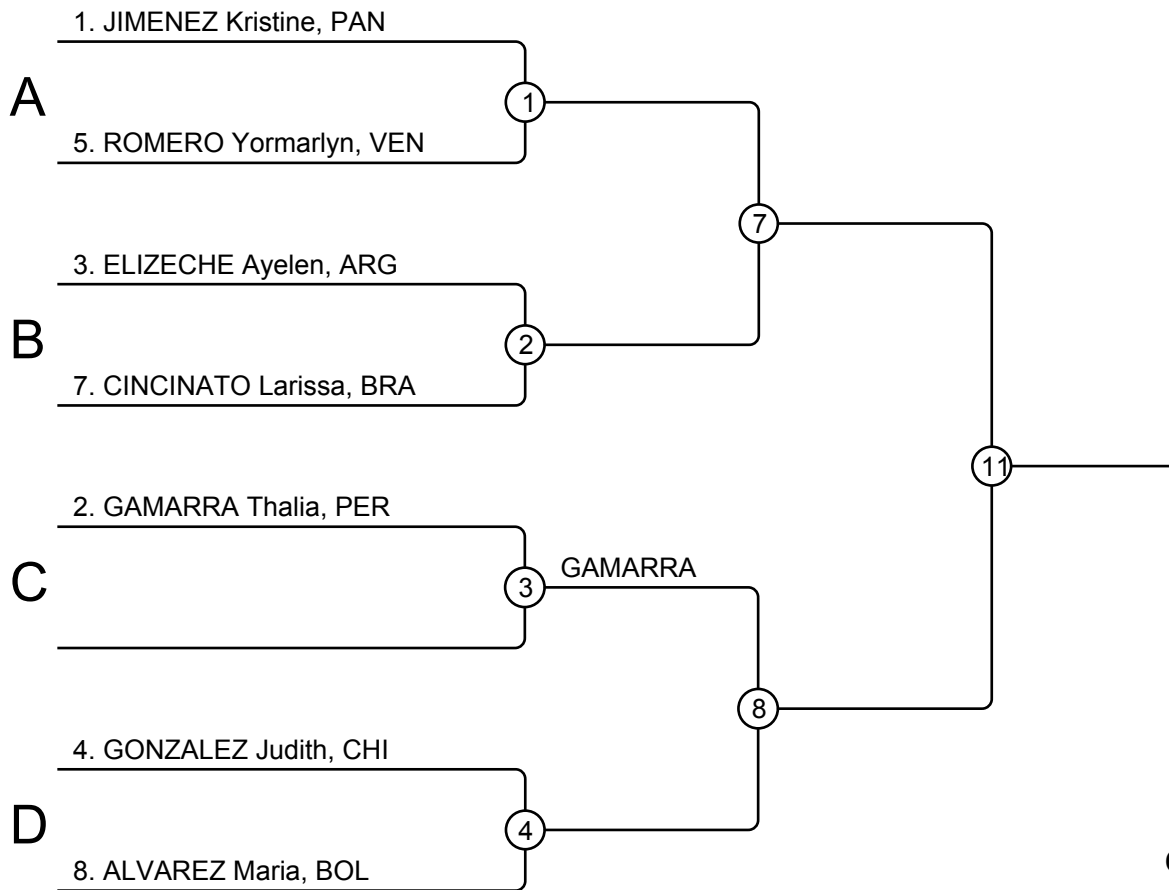 1. JIMENEZ Kristine, PAN
A
1
5. ROMERO Yormarlyn, VEN
7
3. ELIZECHE Ayelen, ARG
B
2
7. CINCINATO Larissa, BRA
11
2. GAMARRA Thalia, PER
C
3
GAMARRA
8
4. GONZALEZ Judith, CHI
D
4
8. ALVAREZ Maria, BOL